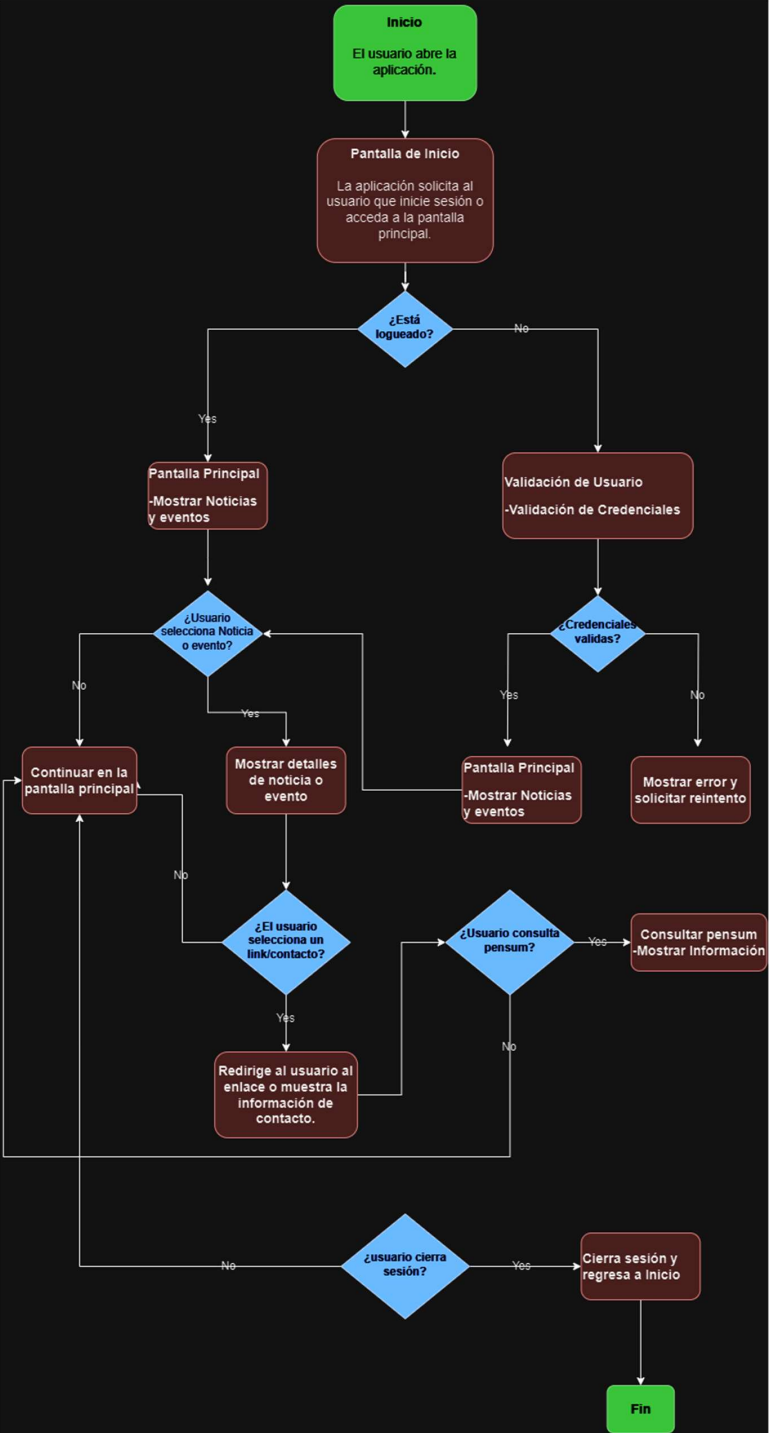 Inicio
El usuario abre la
aplicación.
Pantalla de Inicio
La aplicación solicita al
usuario que inicie sesión o
acceda a la pantalla
principal.
¿Está
logueado?
No
Yes
Pantalla Principal
-Mostrar Noticias
y eventos
Validación de Usuario
-Validación de Credenciales
¿Usuario
selecciona Noticia
o evento?
¿Credenciales
validas?
No
Yes
Yes
No
Continuar en la
pantalla principal
Mostrar detalles
de noticia o
evento
Pantalla Principal
-Mostrar Noticias
y eventos
Mostrar error y
solicitar reintento
No
¿El usuario
selecciona un
link/contacto?
¿Usuario consulta
pensum?
Yes
Consultar pensum
-Mostrar Información
Yes
No
Redirige al usuario al
enlace o muestra la
información de
contacto.
¿usuario cierra
sesión?
No
Yes
Cierra sesión y
regresa a Inicio
Fin